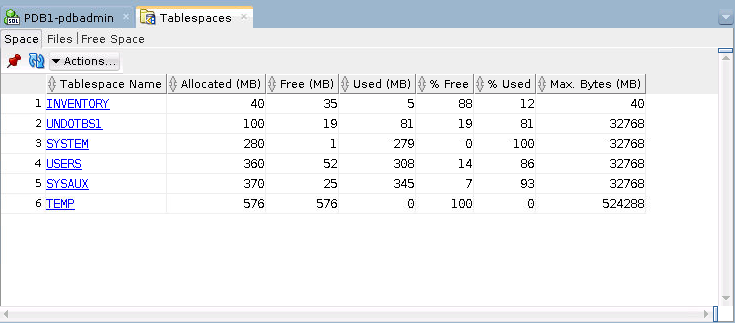 SQL PDB1-pdbadmin Tablespaces
Space Files Free Space
Actions...
Tablespace Name Allocated (MB) Free (MB) Used (MB) % Free % Used Max. Bytes (MB)
1 INVENTORY 40 35 5 88 12 40
2 UNDOTBS1 100 19 81 19 81 32768
3 SYSTEM 280 1 279 0 100 32768
4 USERS 360 52 308 14 86 32768
5 SYSAUX 370 25 345 7 93 32768
6 TEMP 576 576 0 100 0 524288